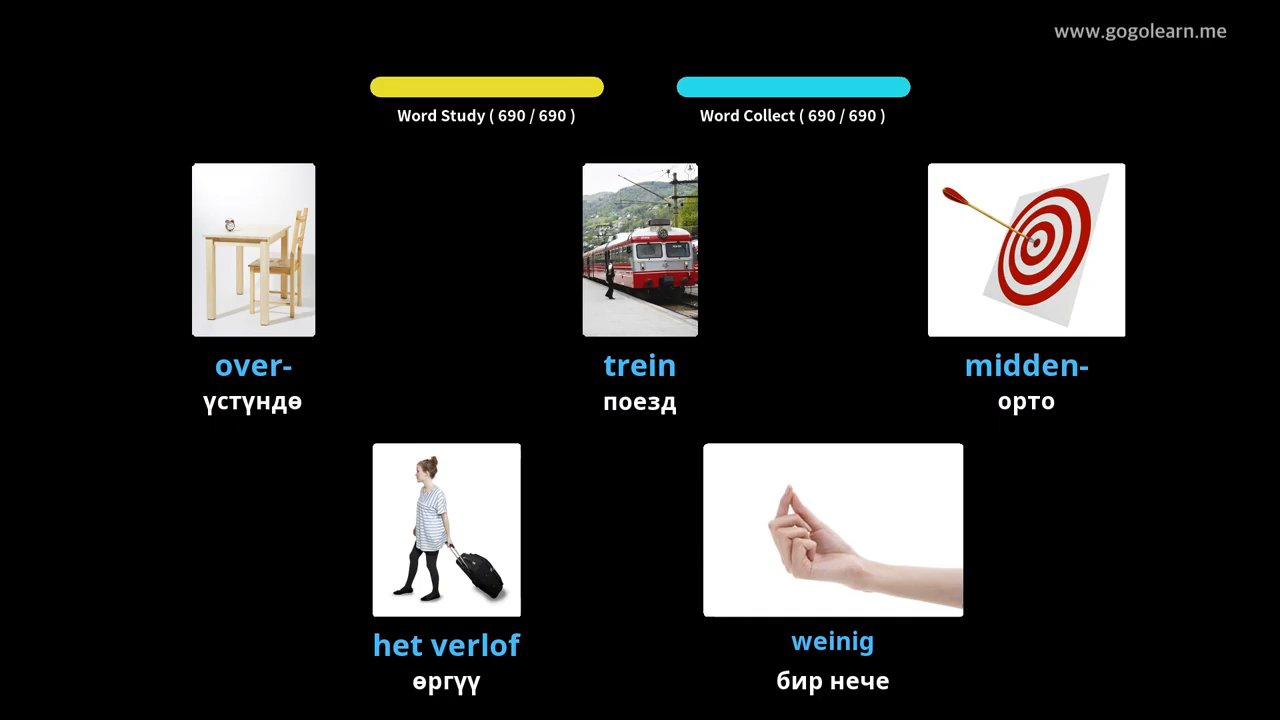 www.gogolearn.me
Word Study ( 690 / 690 )
Word Collect ( 690 / 690 )
over-
үстүндө
trein
поезд
midden-
орто
het verlof
өргүү
weinig
бир нече